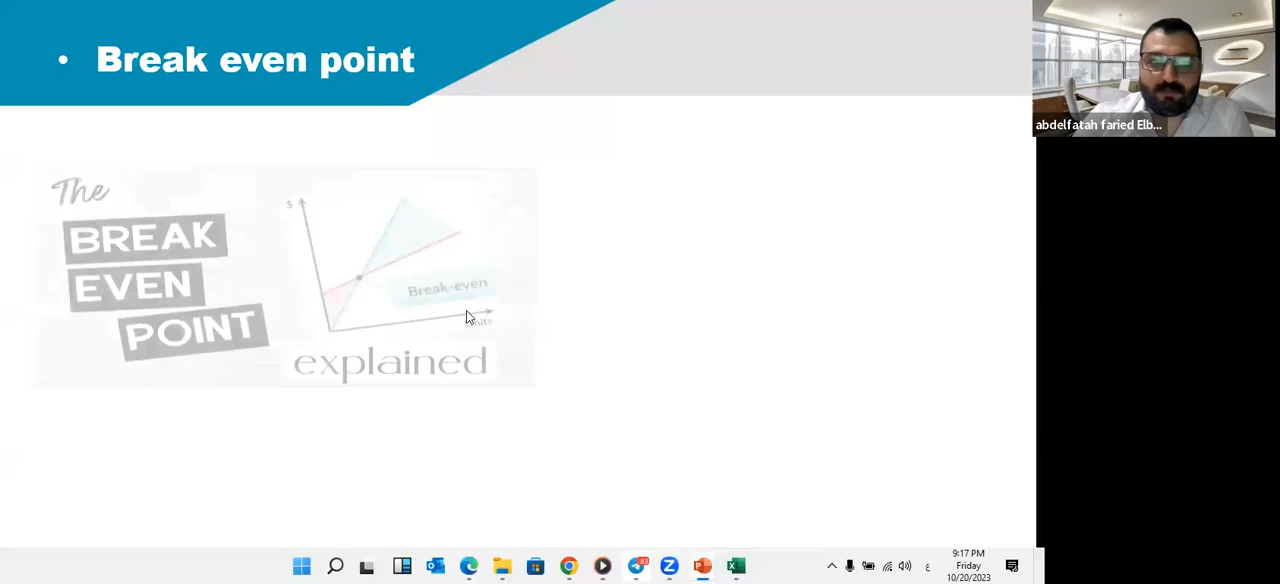 • Break even point
abdelfatah faried Elb...
The
BREAK
EVEN
POINT
$
Break-even
explained
9:17 PM
Friday
10/20/2023
ع